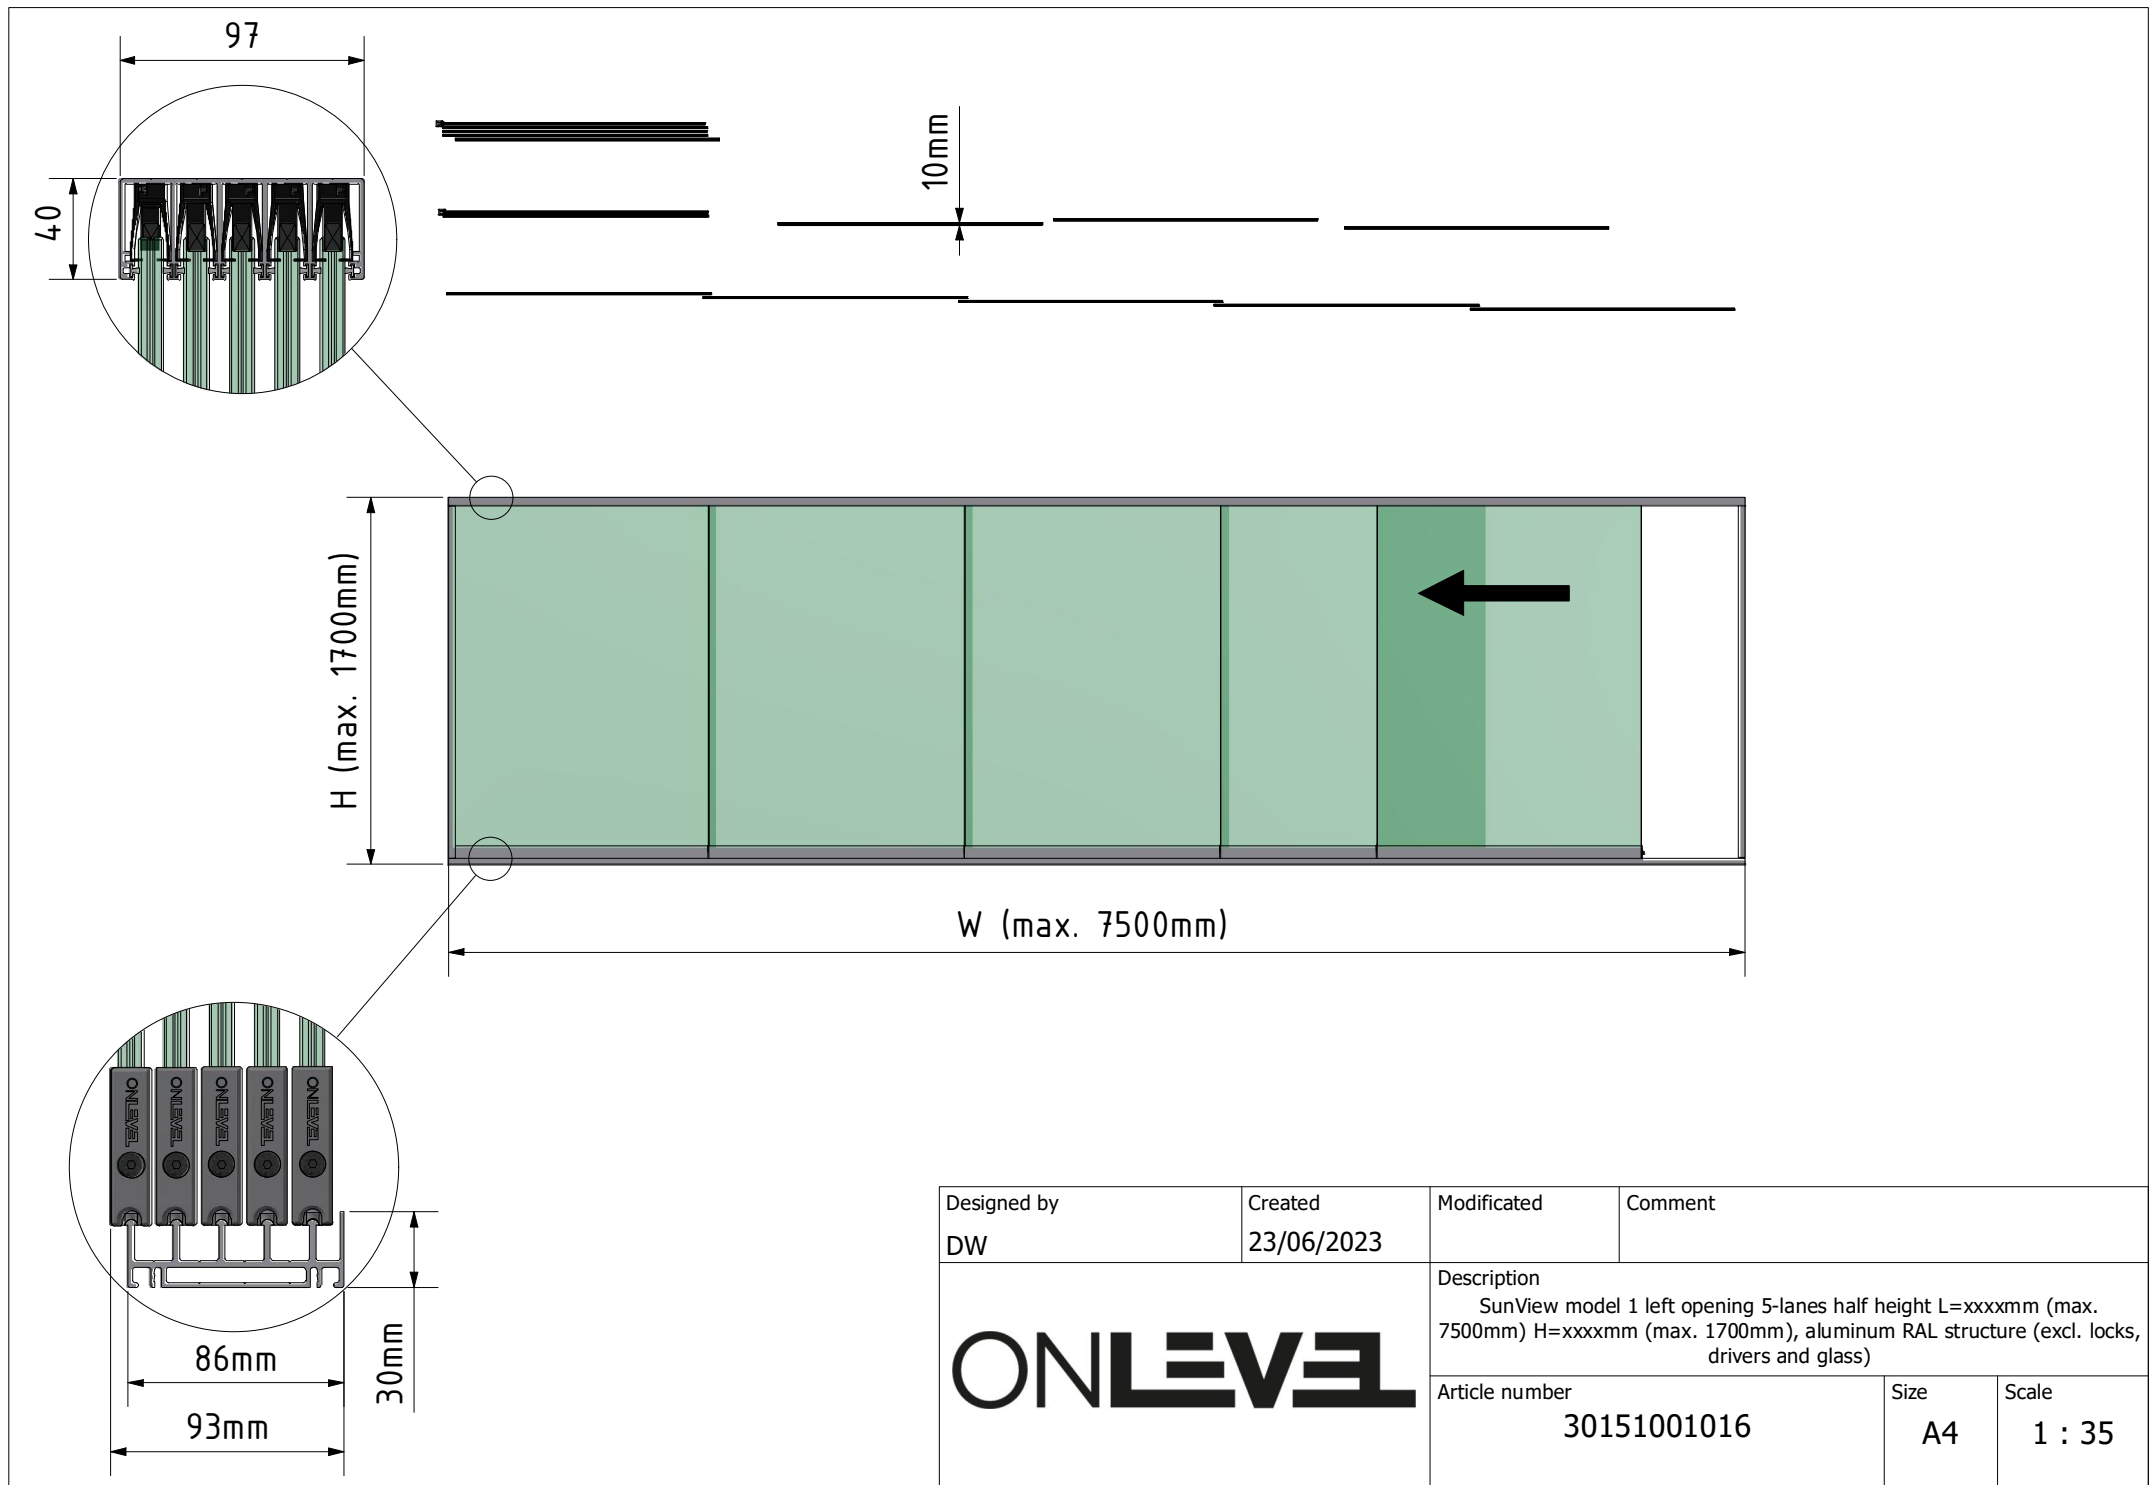 97
40
10mm
H (max. 1700mm)
W (max. 7500mm)
ONLEVEL
ONLEVEL
ONLEVEL
ONLEVEL
ONLEVEL
30mm
86mm
93mm
Designed by
DW
Created
23/06/2023
Modificated
Comment
ONLEVEL
Description
SunView model 1 left opening 5-lanes half height L=xxxxmm (max.
7500mm) H=xxxxmm (max. 1700mm), aluminum RAL structure (excl. locks,
drivers and glass)
Article number
30151001016
Size
A4
Scale
1 : 35